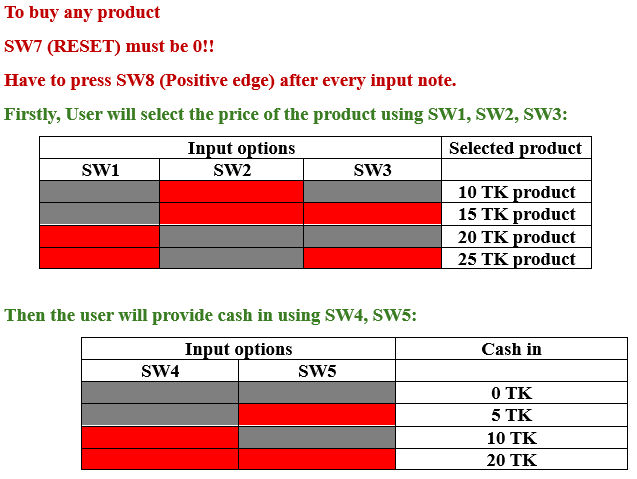 To buy any product
SW7 (RESET) must be 0!!
Have to press SW8 (Positive edge) after every input note.
Firstly, User will select the price of the product using SW1, SW2, SW3:
Input options Selected product
SW1 SW2 SW3
10 TK product
15 TK product
20 TK product
25 TK product
Then the user will provide cash in using SW4, SW5:
Input options Cash in
SW4 SW5
0 TK
5 TK
10 TK
20 TK